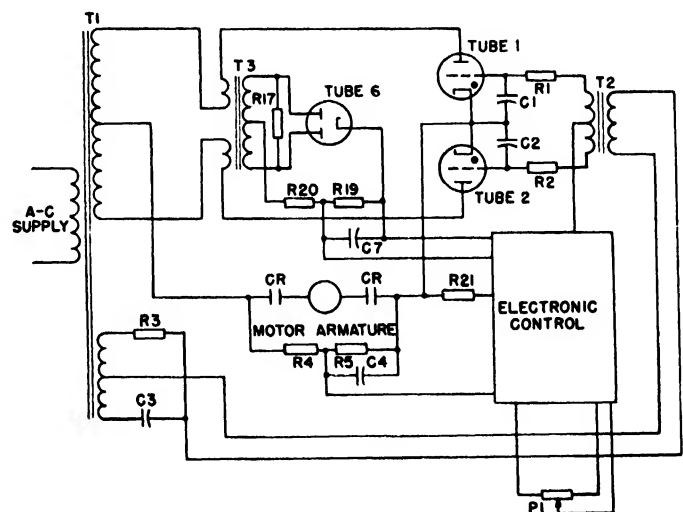 T1
T3
TUBE 1
TUBE 6
R17
C1
R1
T2
C2
R2
TUBE 2
A-C
SUPPLY
R20
R19
C7
CR
CR
R21
ELECTRONIC
CONTROL
MOTOR ARMATURE
R3
R4
R5
C4
C3
P1